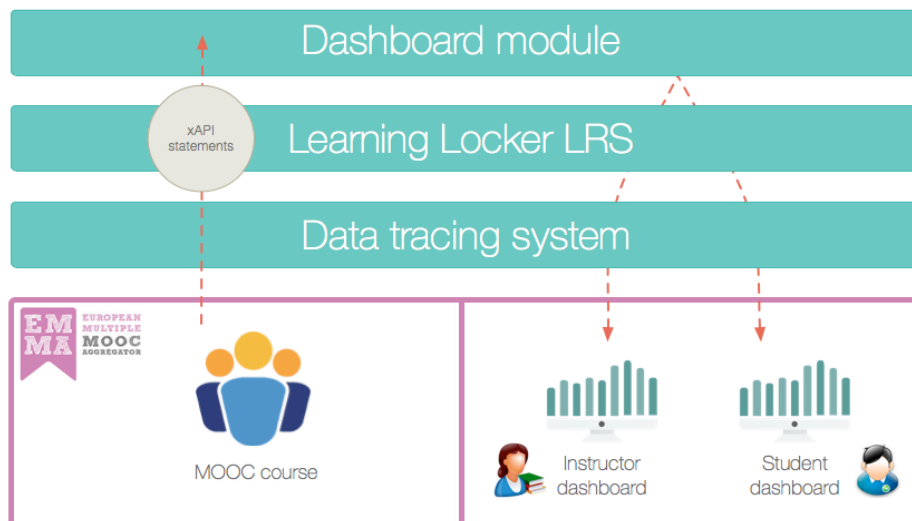 Dashboard module
xAPI
statements
Learning Locker LRS
Data tracing system
EM
MA
EUROPEAN
MULTIPLE
MOOC
AGGREGATOR
MOOC course
Instructor
dashboard
Student
dashboard